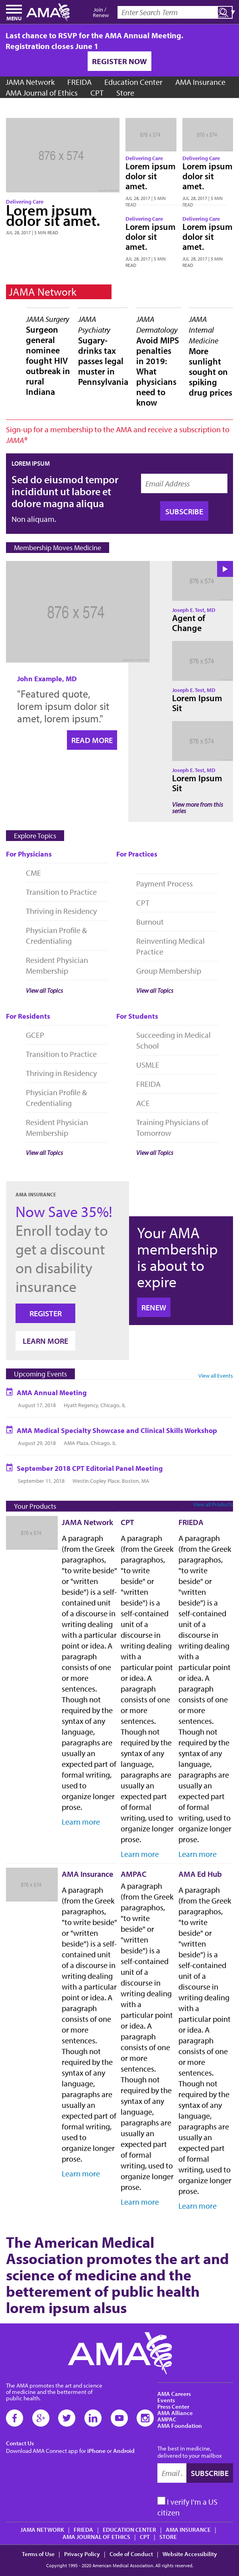 MENU
AMA
Join /
Renew
Enter Search Term
Last chance to RSVP for the AMA Annual Meeting.
Registration closes June 1
REGISTER NOW
JAMA Network
FRIEDA
Education Center
AMA Insurance
AMA Journal of Ethics
CPT
Store
876 x 574
Delivering Care
Lorem ipsum
dolor sit amet.
JUL 28, 2017 | 5 MIN READ
876 x 574
Delivering Care
Lorem ipsum
dolor sit
amet.
JUL 28, 2017 | 5 MIN
READ
876 x 574
Delivering Care
Lorem ipsum
dolor sit
amet.
JUL 28, 2017 | 5 MIN
READ
Delivering Care
Lorem ipsum
dolor sit
amet.
JUL 28, 2017 | 5 MIN
READ
Delivering Care
Lorem ipsum
dolor sit
amet.
JUL 28, 2017 | 5 MIN
READ
JAMA Network
JAMA Surgery
Surgeon
general
nominee
fought HIV
outbreak in
rural
Indiana
JAMA
Psychiatry
Sugary-
drinks tax
passes legal
muster in
Pennsylvania
JAMA
Dermatology
Avoid MIPS
penalties
in 2019:
What
physicians
need to
know
JAMA
Internal
Medicine
More
sunlight
sought on
spiking
drug prices
Sign-up for a membership to the AMA and receive a subscription to
JAMA®
LOREM IPSUM
Sed do eiusmod tempor
incididunt ut labore et
dolore magna aliqua
Non aliquam.
Email Address
SUBSCRIBE
Membership Moves Medicine
876 x 574
John Example, MD
"Featured quote,
lorem ipsum dolor sit
amet, lorem ipsum."
READ MORE
876 x 574
Joseph E. Test, MD
Agent of
Change
876 x 574
Joseph E. Test, MD
Lorem Ipsum
Sit
876 x 574
Joseph E. Test, MD
Lorem Ipsum
Sit
View more from this
series
Explore Topics
For Physicians
CME
Transition to Practice
Thriving in Residency
Physician Profile &
Credentialing
Resident Physician
Membership
View all Topics
For Practices
Payment Process
CPT
Burnout
Reinventing Medical
Practice
Group Membership
View all Topics
For Residents
GCEP
Transition to Practice
Thriving in Residency
Physician Profile &
Credentialing
Resident Physician
Membership
View all Topics
For Students
Succeeding in Medical
School
USMLE
FREIDA
ACE
Training Physicians of
Tomorrow
View all Topics
AMA INSURANCE
Now Save 35%!
Enroll today to
get a discount
on disability
insurance
REGISTER
LEARN MORE
Your AMA
membership
is about to
expire
RENEW
Upcoming Events
View all Events
AMA Annual Meeting
August 17, 2018
Hyatt Regency, Chicago, IL
AMA Medical Specialty Showcase and Clinical Skills Workshop
August 29, 2018
AMA Plaza. Chicago, IL
September 2018 CPT Editorial Panel Meeting
September 11, 2018
Westin Copley Place, Boston, MA
Your Products
View all Products
876 x 574
JAMA Network
A paragraph
(from the Greek
paragraphos,
"to write beside"
or "written
beside") is a self-
contained unit
of a discourse in
writing dealing
with a particular
point or idea. A
paragraph
consists of one
or more
sentences.
Though not
required by the
syntax of any
language,
paragraphs are
usually an
expected part of
formal writing,
used to
organize longer
prose.
Learn more
CPT
A paragraph
(from the Greek
paragraphos,
"to write
beside" or
"written
beside") is a
self-contained
unit of a
discourse in
writing dealing
with a
particular point
or idea. A
paragraph
consists of one
or more
sentences.
Though not
required by the
syntax of any
language,
paragraphs are
usually an
expected part of
formal writing,
used to
organize longer
prose.
Learn more
FRIEDA
A paragraph
(from the Greek
paragraphos,
"to write
beside" or
"written
beside") is a
self-contained
unit of a
discourse in
writing dealing
with a
particular point
or idea. A
paragraph
consists of one
or more
sentences.
Though not
required by the
syntax of any
language,
paragraphs are
usually an
expected part of
formal writing,
used to
organize longer
prose.
Learn more
876 x 574
AMA Insurance
A paragraph
(from the Greek
paragraphos,
"to write beside"
or "written
beside") is a self-
contained unit
of a discourse in
writing dealing
with a particular
point or idea. A
paragraph
consists of one
or more
sentences.
Though not
required by the
syntax of any
language,
paragraphs are
usually an
expected part of
formal writing,
used to
organize longer
prose.
Learn more
AMPAC
A paragraph
(from the Greek
paragraphos,
"to write
beside" or
"written
beside") is a
self-contained
unit of a
discourse in
writing dealing
with a
particular point
or idea. A
paragraph
consists of one
or more
sentences.
Though not
required by the
syntax of any
language,
paragraphs are
usually an
expected part of
formal writing,
used to
organize longer
prose.
Learn more
AMA Ed Hub
A paragraph
(from the Greek
paragraphos,
"to write
beside" or
"written
beside") is a
self-contained
unit of a
discourse in
writing dealing
with a
particular point
or idea. A
paragraph
consists of one
or more
sentences.
Though not
required by the
syntax of any
language,
paragraphs are
usually an
expected part of
formal writing,
used to
organize longer
prose.
Learn more
The American Medical
Association promotes the art and
science of medicine and the
betterement of public health
lorem ipsum alsus
AMA
The AMA promotes the art and science
of medicine and the betterment of
public health.
Contact Us
Download AMA Connect app for iPhone or Android
AMA Careers
Events
Press Center
AMA Alliance
AMPAC
AMA Foundation
The best in medicine,
delivered to your mailbox
Email .
SUBSCRIBE
I verify I'm a US
citizen
JAMA NETWORK | FRIEDA | EDUCATION CENTER | AMA INSURANCE |
AMA JOURNAL OF ETHICS | CPT | STORE
Terms of Use | Privacy Policy | Code of Conduct | Website Accessibility
Copyright 1995 - 2020 American Medical Association. All rights reserved.